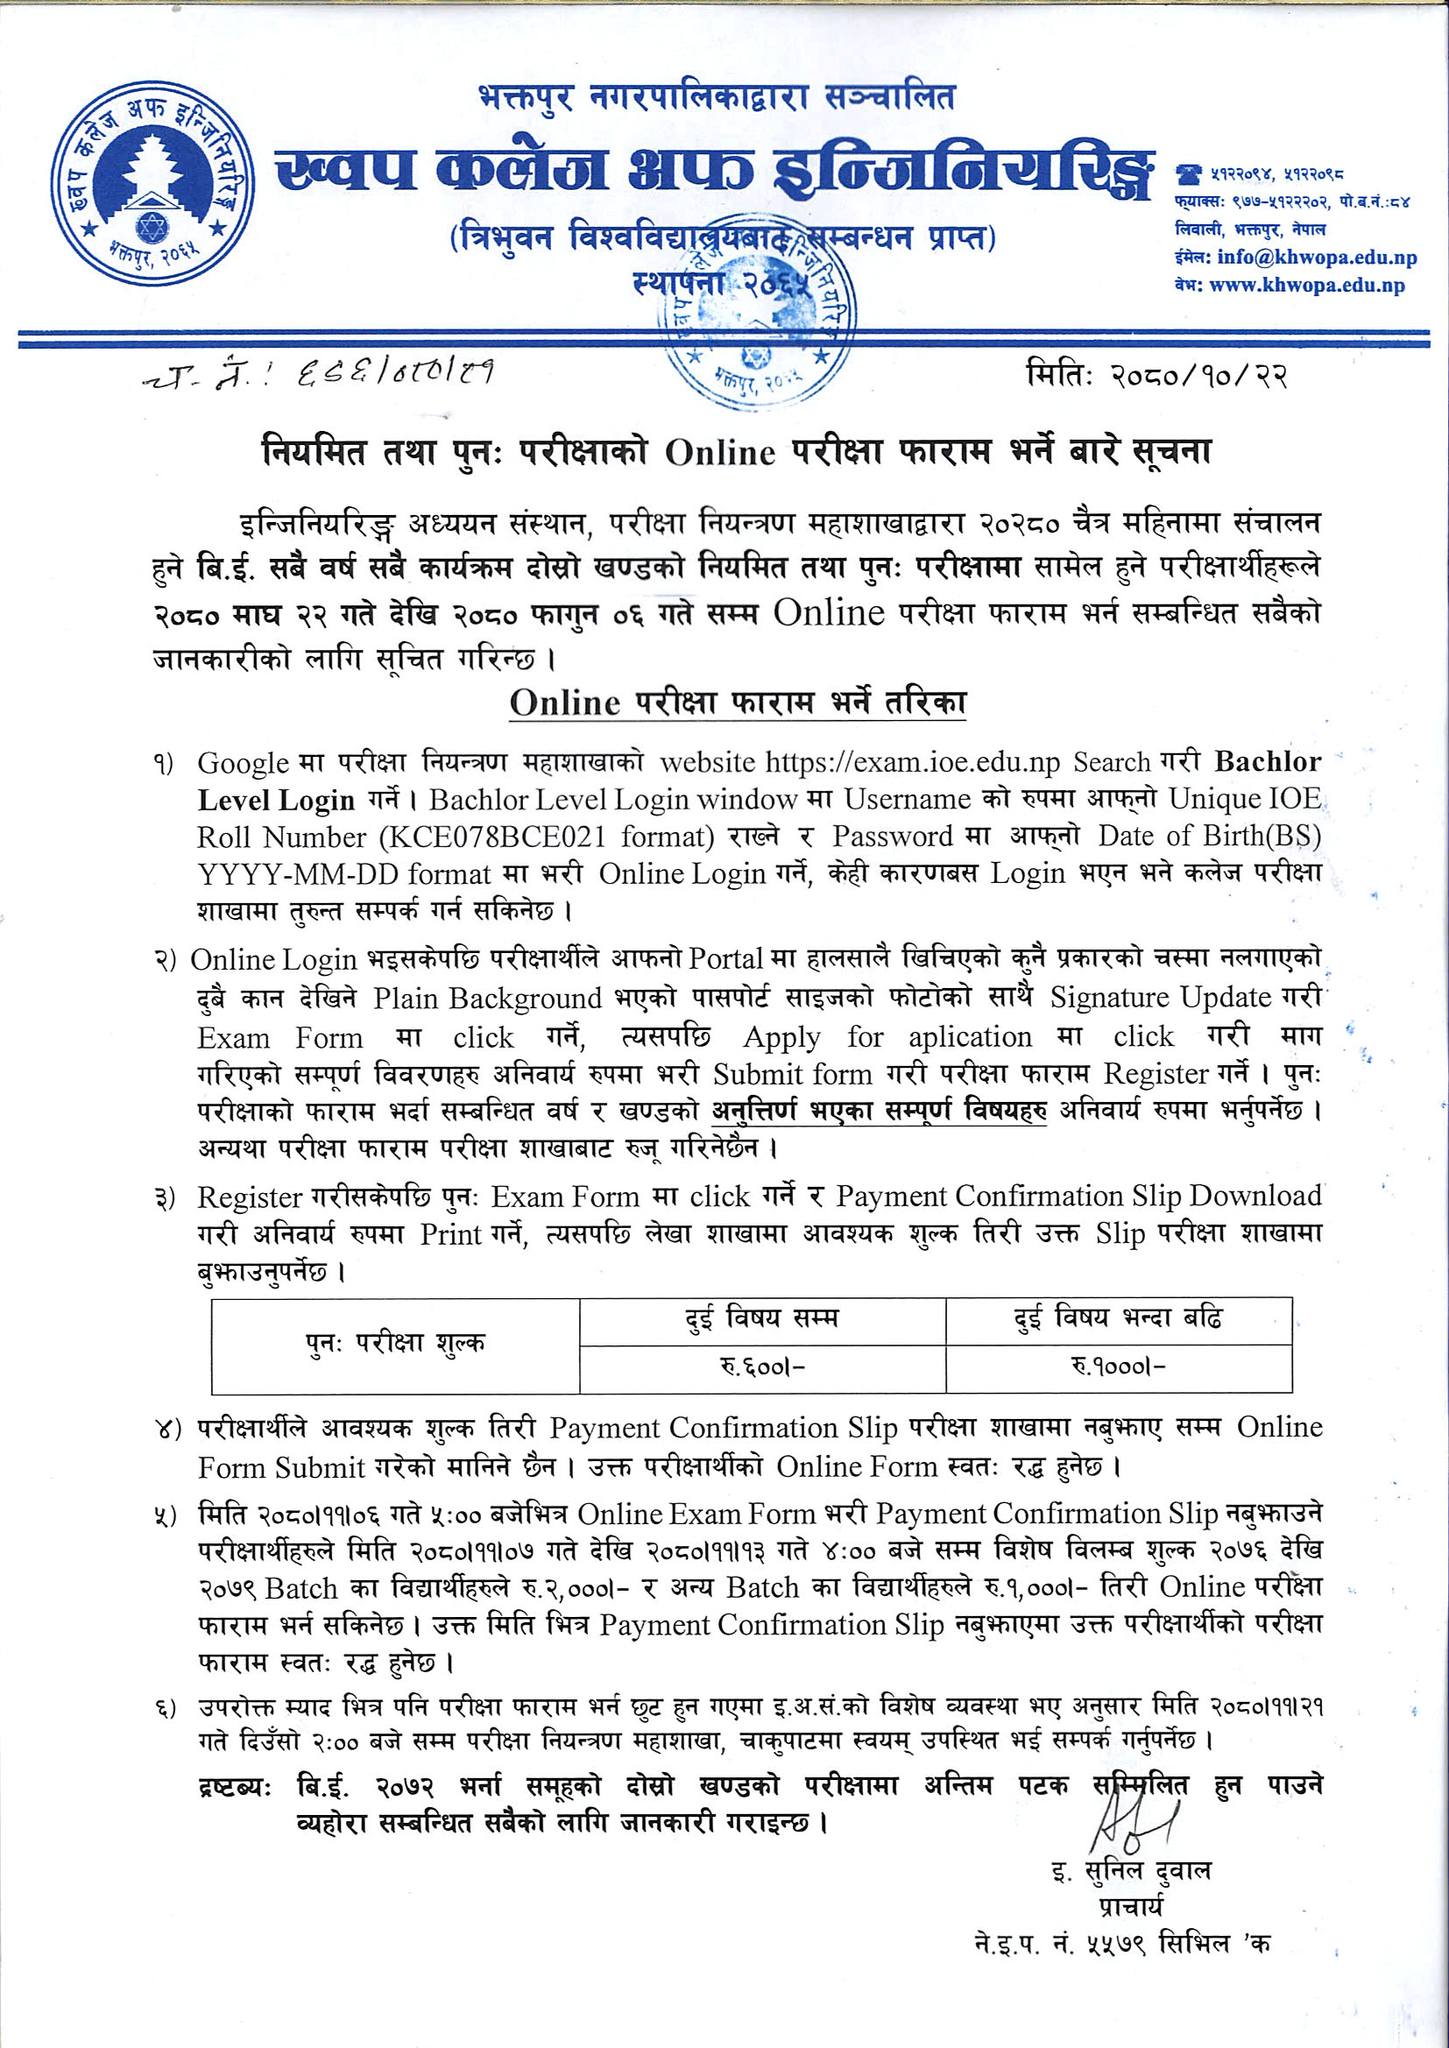 भक्तपुर नगरपालिकाद्वारा सञ्चालित
ख्वप कलेज अफ इन्जिनियरिङ्ग
(त्रिभुवन विश्वविद्यालयबाट सम्बन्धन प्राप्त)
स्थापना २०६५
ख्वप कलेज अफ इन्जिनियरिङ्ग
भक्तपुर, २०६५
☎ ५१२२०९४, ५१२२०९८
फ्याक्सः ९७७-५१२२२०२, पो.ब.नं.:८४
लिवाली, भक्तपुर, नेपाल
ईमेल: info@khwopa.edu.np
वेभ: www.khwopa.edu.np
च. नं.:
मितिः २०८०/१०/२२
नियमित तथा पुनः परीक्षाको Online परीक्षा फाराम भर्ने बारे सूचना
इन्जिनियरिङ्ग अध्ययन संस्थान, परीक्षा नियन्त्रण महाशाखाद्वारा २०२८० चैत्र महिनामा संचालन
हुने बि.ई. सबै वर्ष सबै कार्यक्रम दोस्रो खण्डको नियमित तथा पुनः परीक्षामा सामेल हुने परीक्षार्थीहरूले
२०८० माघ २२ गते देखि २०८० फागुन ०६ गते सम्म Online परीक्षा फाराम भर्न सम्बन्धित सबैको
जानकारीको लागि सूचित गरिन्छ ।
Online परीक्षा फाराम भर्ने तरिका
१) Google मा परीक्षा नियन्त्रण महाशाखाको website https://exam.ioe.edu.np Search गरी Bachlor
Level Login गर्ने । Bachlor Level Login window मा Username को रुपमा आफ्‍नो Unique IOE
Roll Number (KCE078BCE021 format) राख्ने र Password मा आफ्‍नो Date of Birth(BS)
YYYY-MM-DD format मा भरी Online Login गर्ने, केही कारणबस Login भएन भने कलेज परीक्षा
शाखामा तुरुन्त सम्पर्क गर्न सकिनेछ ।
२) Online Login भइसकेपछि परीक्षार्थीले आफनो Portal मा हालसालै खिचिएको कुनै प्रकारको चस्मा नलगाएको
दुबै कान देखिने Plain Background भएको पासपोर्ट साइजको फोटोको साथै Signature Update गरी
Exam Form मा click गर्ने, त्यसपछि Apply for aplication मा click गरी माग
गरिएको सम्पूर्ण विवरणहरु अनिवार्य रुपमा भरी Submit form गरी परीक्षा फाराम Register गर्ने । पुनः
परीक्षाको फाराम भर्दा सम्बन्धित वर्ष र खण्डको अनुत्तिर्ण भएका सम्पूर्ण विषयहरु अनिवार्य रुपमा भर्नुपर्नेछ ।
अन्यथा परीक्षा फाराम परीक्षा शाखाबाट रुजू गरिनेछैन ।
३) Register गरीसकेपछि पुनः Exam Form मा click गर्ने र Payment Confirmation Slip Download
गरी अनिवार्य रुपमा Print गर्ने, त्यसपछि लेखा शाखामा आवश्यक शुल्क तिरी उक्त Slip परीक्षा शाखामा
बुझाउनुपर्नेछ ।
पुनः परीक्षा शुल्क दुई विषय सम्म दुई विषय भन्दा बढि
रु.६००।- रु.१०००।-
४) परीक्षार्थीले आवश्यक शुल्क तिरी Payment Confirmation Slip परीक्षा शाखामा नबुझाए सम्म Online
Form Submit गरेको मानिने छैन । उक्त परीक्षार्थीको Online Form स्वतः रद्ध हुनेछ ।
५) मिति २०८०।११।०६ गते ५:०० बजेभित्र Online Exam Form भरी Payment Confirmation Slip नबुझाउने
परीक्षार्थीहरुले मिति २०८०।११।०७ गते देखि २०८०।११।१३ गते ४:०० बजे सम्म विशेष विलम्ब शुल्क २०७६ देखि
२०७९ Batch का विद्यार्थीहरुले रु.२,०००।- र अन्य Batch का विद्यार्थीहरुले रु.१,०००।- तिरी Online परीक्षा
फाराम भर्न सकिनेछ । उक्त मिति भित्र Payment Confirmation Slip नबुझाएमा उक्त परीक्षार्थीको परीक्षा
फाराम स्वतः रद्ध हुनेछ ।
६) उपरोक्त म्याद भित्र पनि परीक्षा फाराम भर्न छुट हुन गएमा इ.अ.सं.को विशेष व्यवस्था भए अनुसार मिति २०८०।११।२१
गते दिउँसो २:०० बजे सम्म परीक्षा नियन्त्रण महाशाखा, चाकुपाटमा स्वयम् उपस्थित भई सम्पर्क गर्नुपर्नेछ ।
द्रष्टब्यः बि.ई. २०७२ भर्ना समूहको दोस्रो खण्डको परीक्षामा अन्तिम पटक सम्मिलित हुन पाउने
व्यहोरा सम्बन्धित सबैको लागि जानकारी गराइन्छ ।
इ. सुनिल दुवाल
प्राचार्य
ने.इ.प. नं. ५५७९ सिभिल 'क